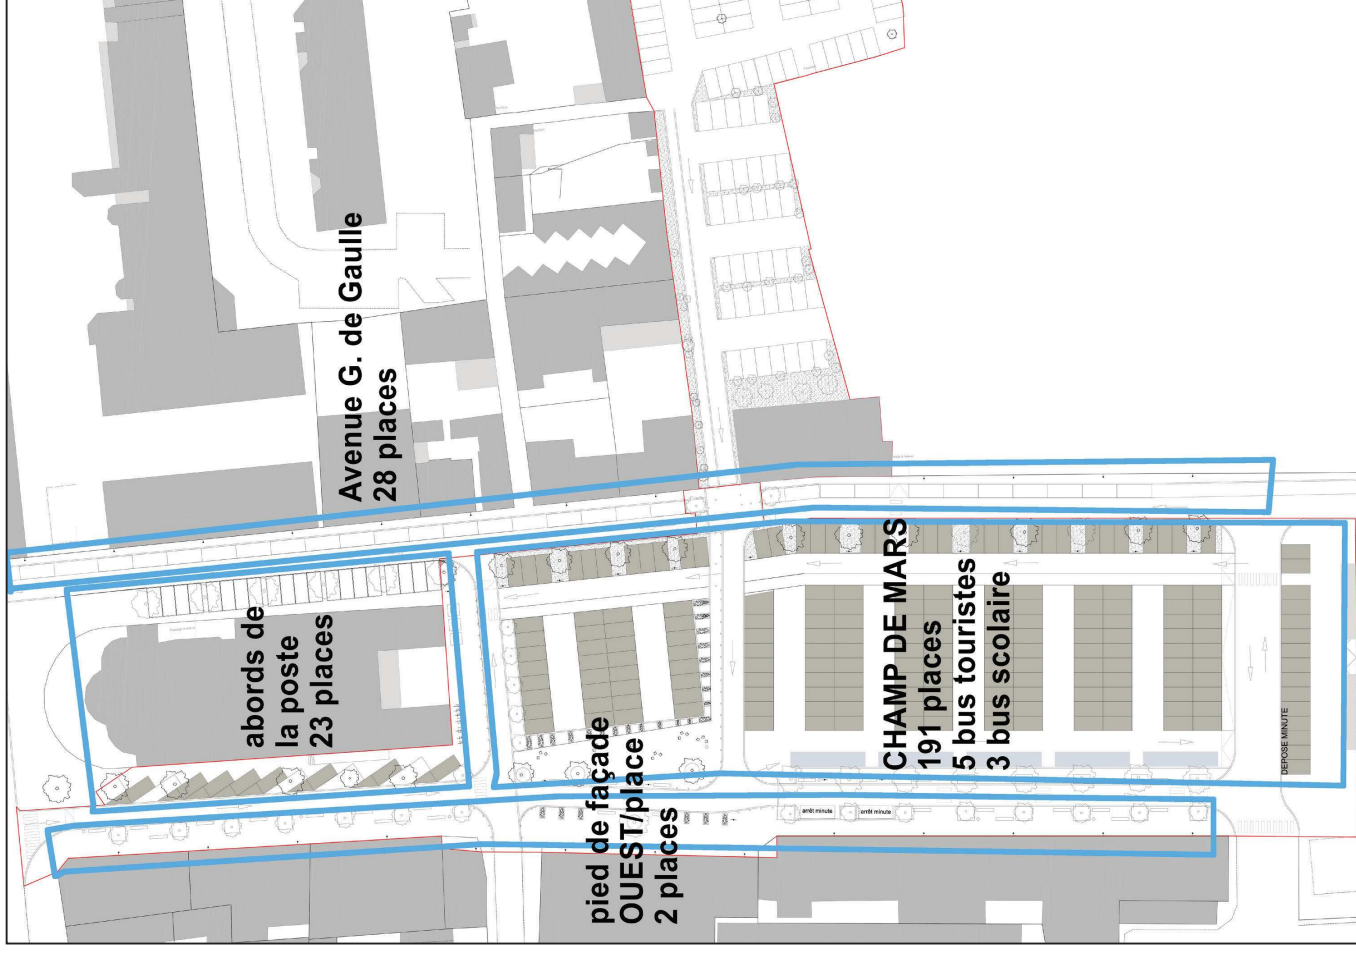 Avenue G. de Gaulle
28 places
abords de
la poste
23 places
CHAMP DE MARS
191 places
5 bus touristes
3 bus scolaire
pied de façade
OUEST/place
2 places
arrêt minute
arrêt minute
DEPOSE MINUTE